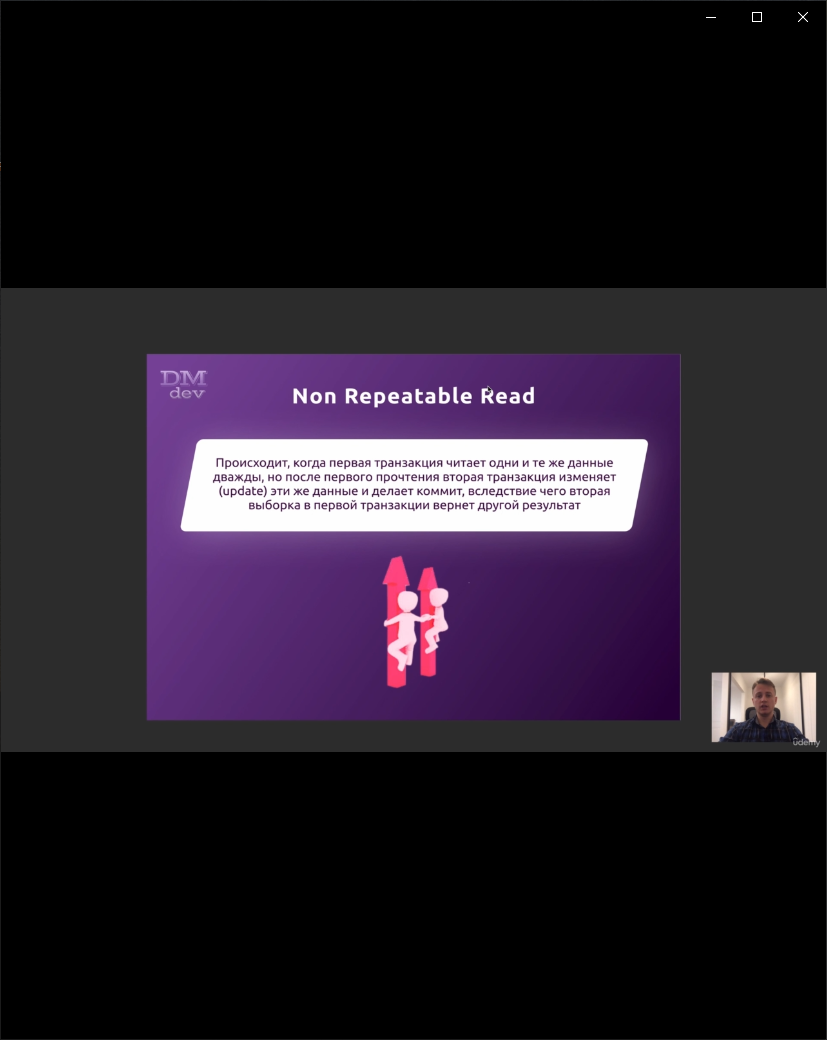 DM
dev
Non Repeatable Read
Происходит, когда первая транзакция читает одни и те же данные
дважды, но после первого прочтения вторая транзакция изменяет
(update) эти же данные и делает коммит, вследствие чего вторая
выборка в первой транзакции вернет другой результат
ûdemy